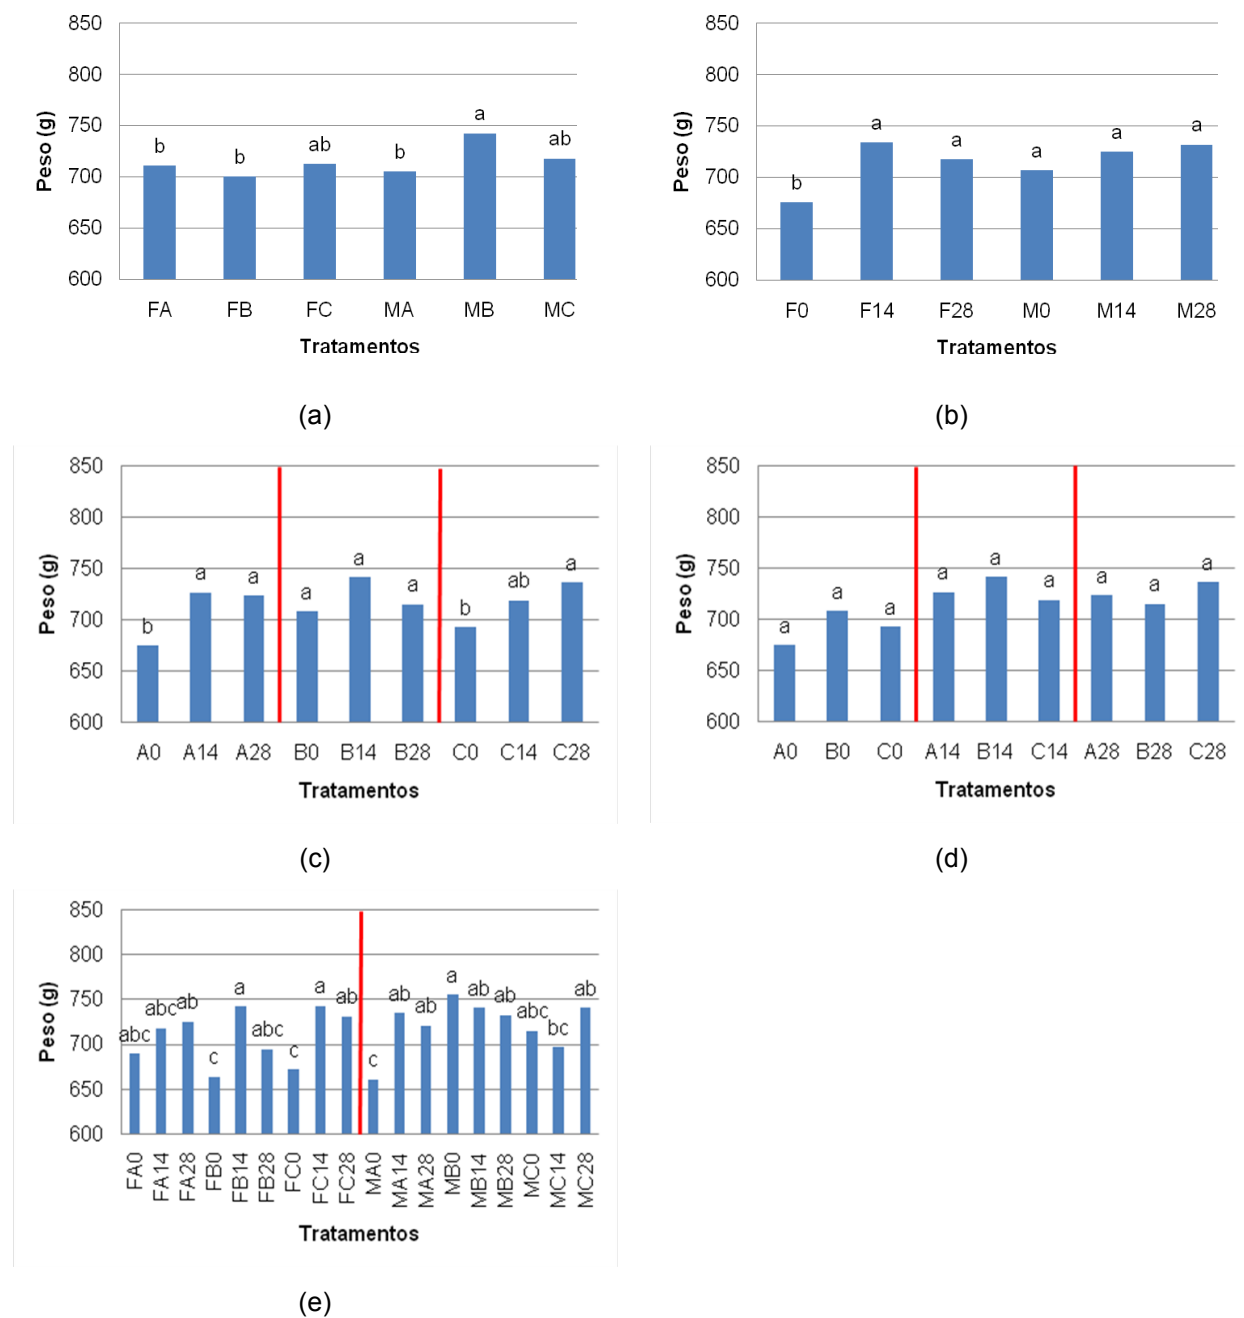 850
800
750
700
650
600
Peso (g)
b
b
ab
b
a
ab
FA FB FC MA MB MC
Tratamentos
(a)
850
800
750
700
650
600
Peso (g)
b
a
a
a
a
a
F0 F14 F28 M0 M14 M28
Tratamentos
(b)
850
800
750
700
650
600
Peso (g)
b
a
a
a
a
a
b
ab
a
A0 A14 A28 B0 B14 B28 C0 C14 C28
Tratamentos
(c)
850
800
750
700
650
600
Peso (g)
a
a
a
a
a
a
a
a
a
A0 B0 C0 A14 B14 C14 A28 B28 C28
Tratamentos
(d)
850
800
750
700
650
600
Peso (g)
abc
abc
ab
c
a
abc
c
a
ab
c
ab
ab
a
ab
ab
abc
bc
ab
FA0 FA14 FA28 FB0 FB14 FB28 FC0 FC14 FC28 MA0 MA14 MA28 MB0 MB14 MB28 MC0 MC14 MC28
Tratamentos
(e)